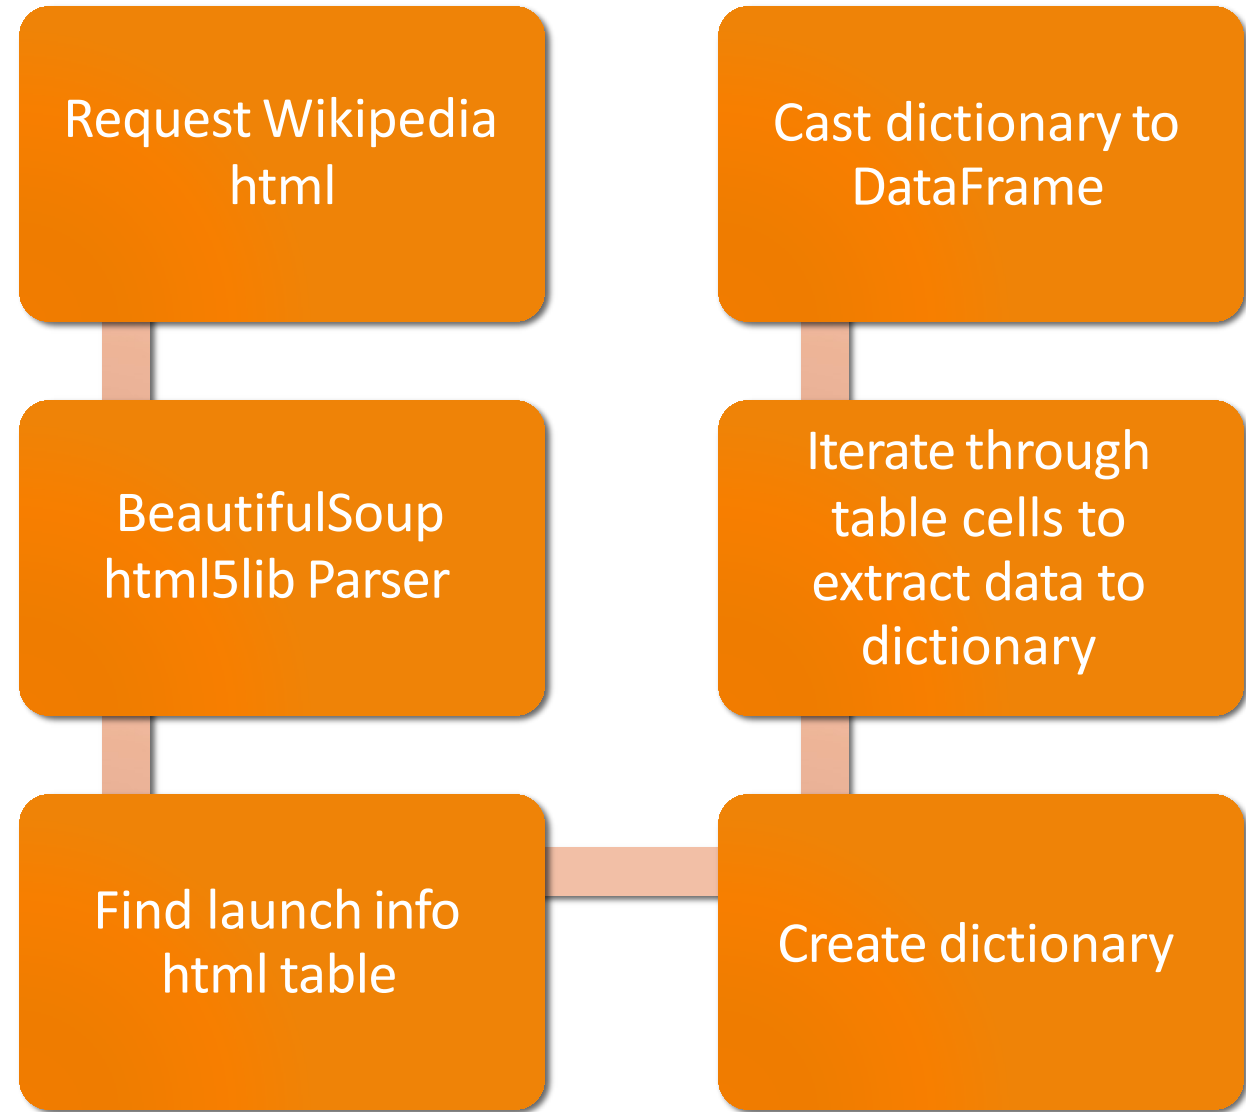 Request Wikipedia
html
BeautifulSoup
html5lib Parser
Find launch info
html table
Create dictionary
Iterate through
table cells to
extract data to
dictionary
Cast dictionary to
DataFrame